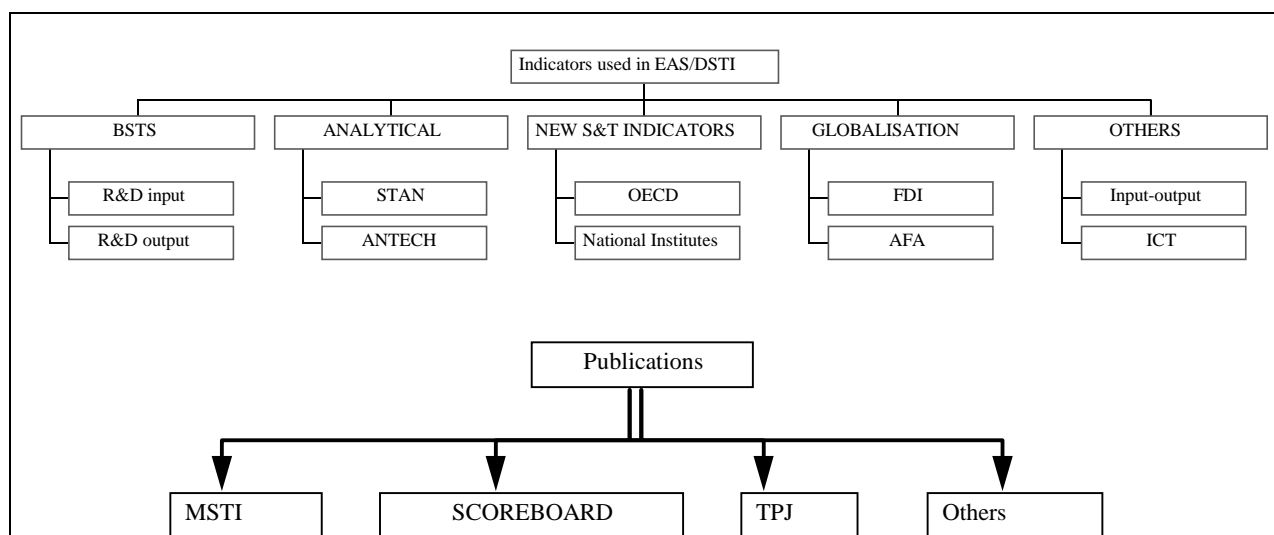 Indicators used in EAS/DSTI
BSTS
ANALYTICAL
NEW S&T INDICATORS
GLOBALISATION
OTHERS
R&D input
STAN
OECD
FDI
Input-output
R&D output
ANTECH
National Institutes
AFA
ICT
Publications
MSTI
SCOREBOARD
TPJ
Others